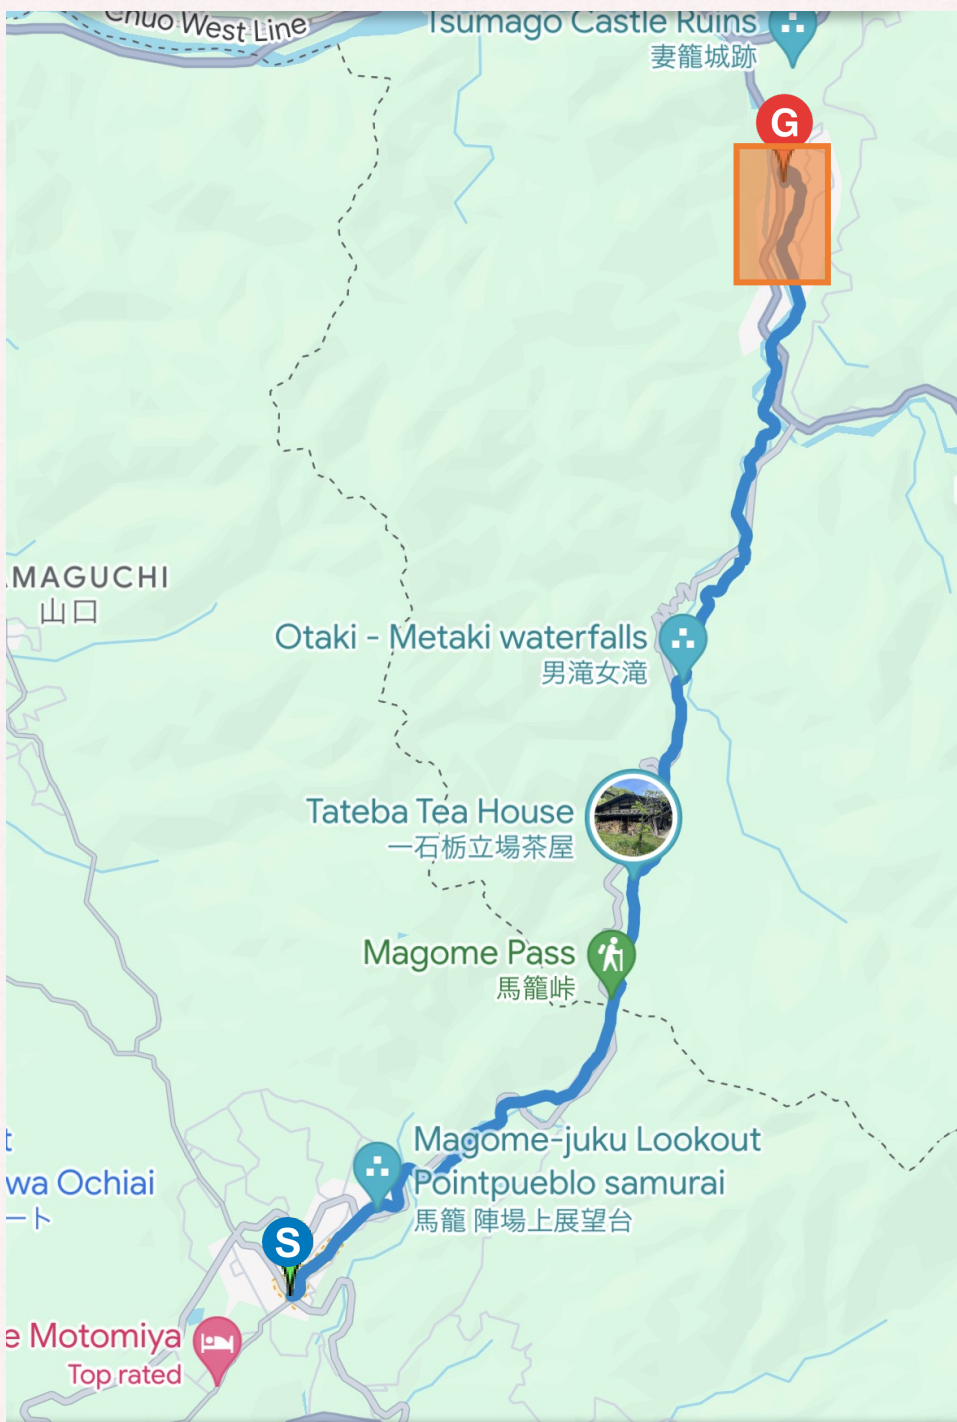 Chuo West Line
Tsumago Castle Ruins
妻籠城跡
G
AMAGUCHI
山口
Otaki - Metaki waterfalls
男滝女滝
Tateba Tea House
一石栃立場茶屋
Magome Pass
馬籠峠
t
wa Ochiai
ート
Magome-juku Lookout
Pointpueblo samurai
馬籠 陣場上展望台
S
e Motomiya
Top rated